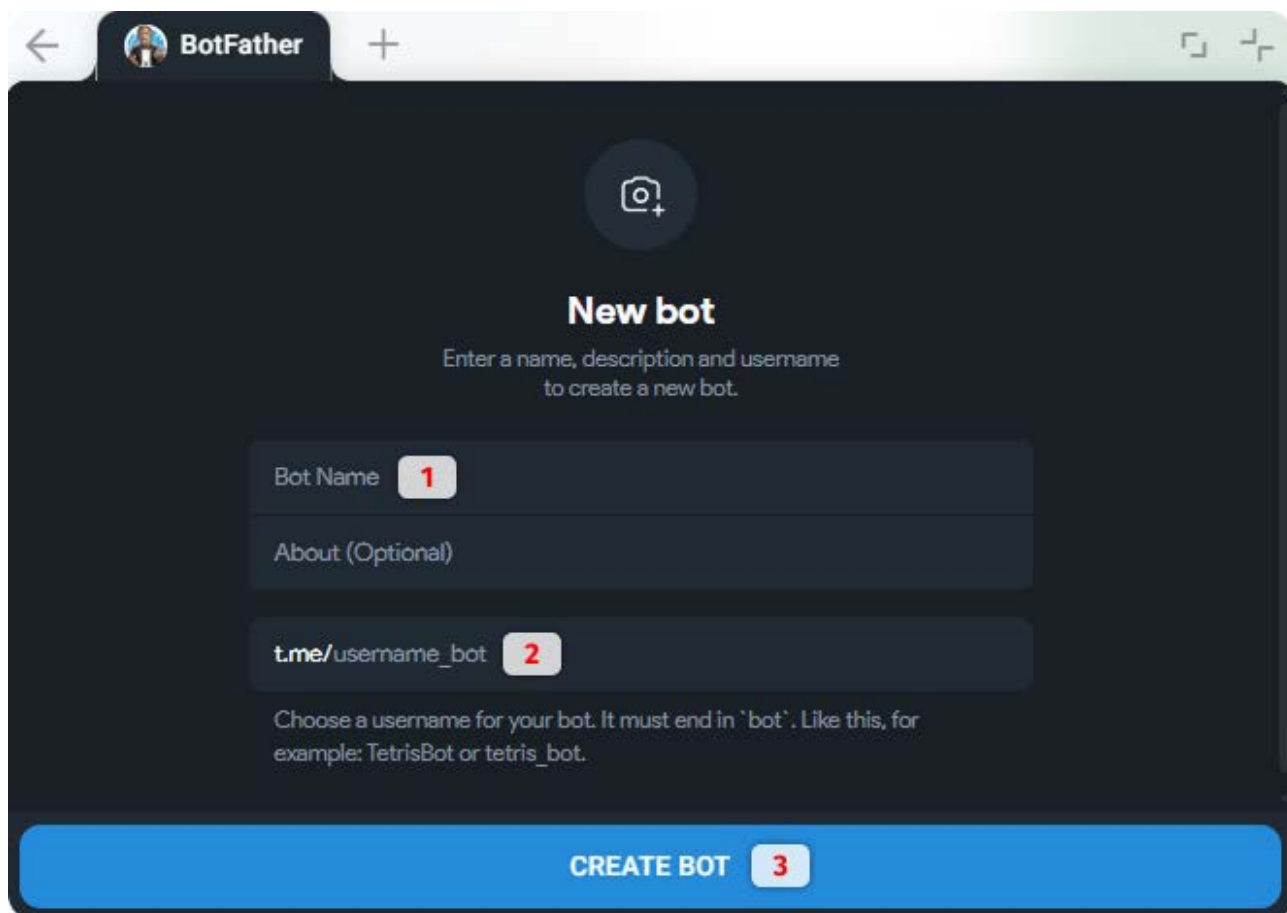 BotFather
New bot
Enter a name, description and username
to create a new bot.
Bot Name 1
About (Optional)
t.me/username_bot 2
Choose a username for your bot. It must end in `bot`. Like this, for
example: TetrisBot or tetris_bot.
CREATE BOT 3